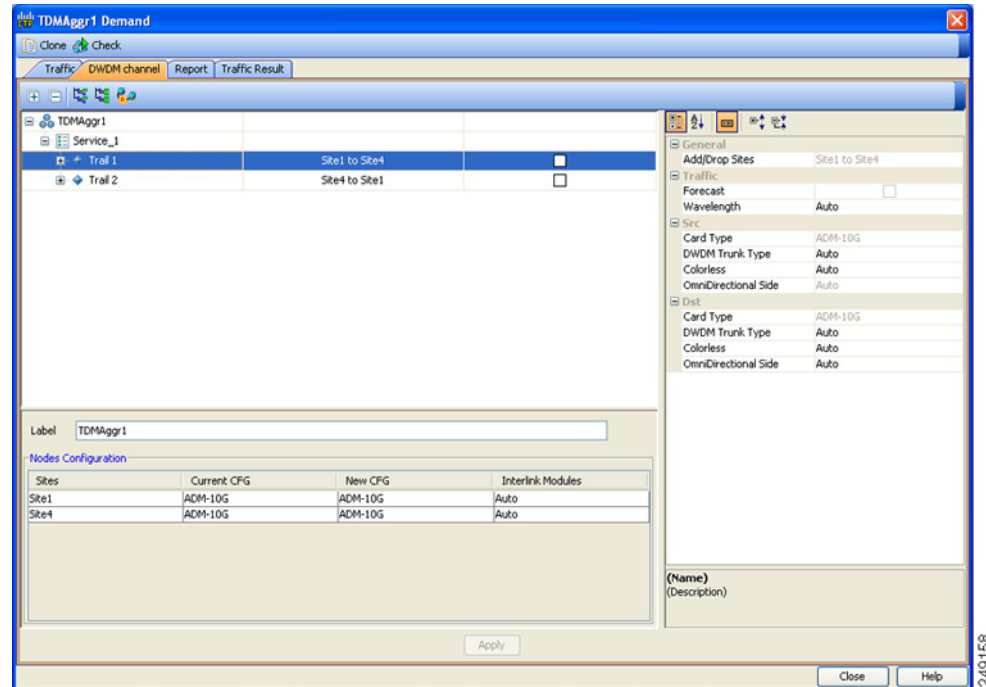 CTP TDMAggr1 Demand
Clone Check
Traffic DWDM channel Report Traffic Result
TDMAggr1
Service_1
Trail 1 Site1 to Site4
Trail 2 Site4 to Site1
General
Add/Drop Sites Site1 to Site4
Traffic
Forecast
Wavelength Auto
Src
Card Type ADM-10G
DWDM Trunk Type Auto
Colorless Auto
OmniDirectional Side Auto
Dst
Card Type ADM-10G
DWDM Trunk Type Auto
Colorless Auto
OmniDirectional Side Auto
Label TDMAggr1
Nodes Configuration
Sites Current CFG New CFG Interlink Modules
Site1 ADM-10G ADM-10G Auto
Site4 ADM-10G ADM-10G Auto
(Name)
(Description)
Apply
Close Help
249158